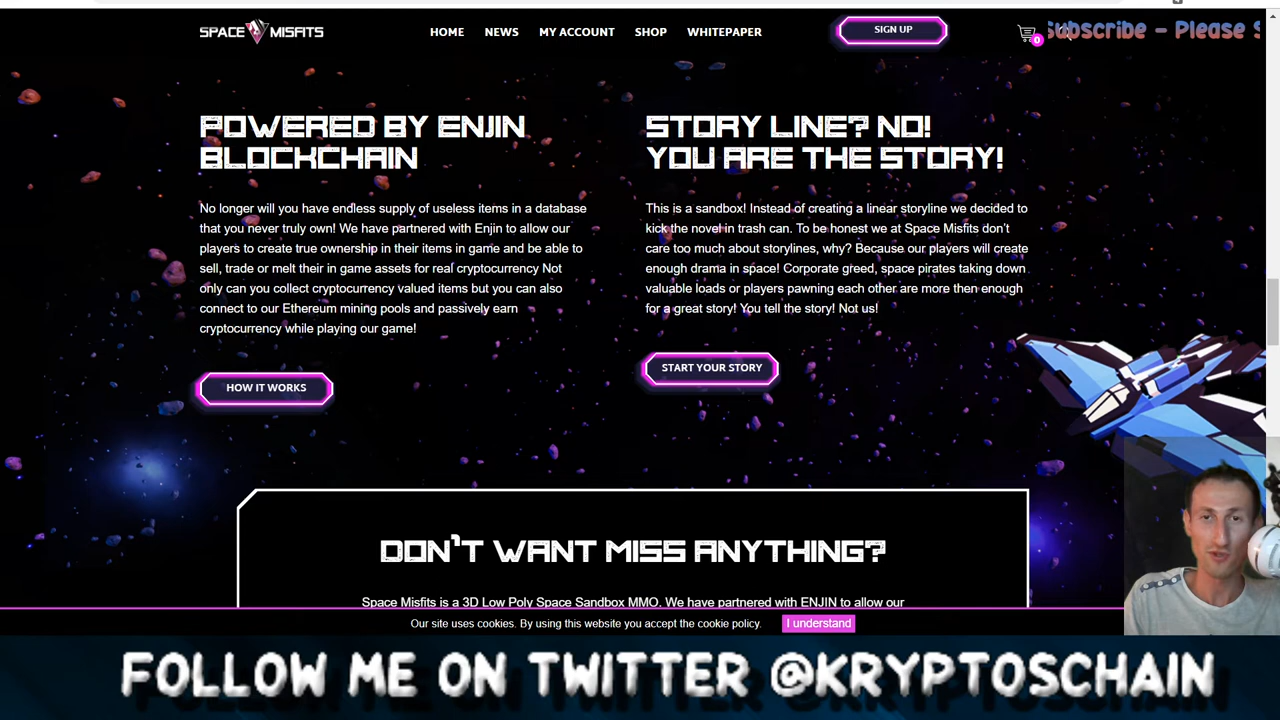 SPACE MISFITS
HOME NEWS MY ACCOUNT SHOP WHITEPAPER
SIGN UP
0
Subscribe - Please S
POWERED BY ENJIN
BLOCKCHAIN
No longer will you have endless supply of useless items in a database
that you never truly own! We have partnered with Enjin to allow our
players to create true ownership in their items in game and be able to
sell, trade or melt their in game assets for real cryptocurrency Not
only can you collect cryptocurrency valued items but you can also
connect to our Ethereum mining pools and passively earn
cryptocurrency while playing our game!
HOW IT WORKS
STORY LINE? NO!
YOU ARE THE STORY!
This is a sandbox! Instead of creating a linear storyline we decided to
kick the novel in trash can. To be honest we at Space Misfits don't
care too much about storylines, why? Because our players will create
enough drama in space! Corporate greed, space pirates taking down
valuable loads or players pawning each other are more then enough
for a great story! You tell the story! Not us!
START YOUR STORY
DON'T WANT MISS ANYTHING?
Space Misfits is a 3D Low Poly Space Sandbox MMO. We have partnered with ENJIN to allow our
Our site uses cookies. By using this website you accept the cookie policy.
I understand
FOLLOW ME ON TWITTER @KRYPTOSCHAIN